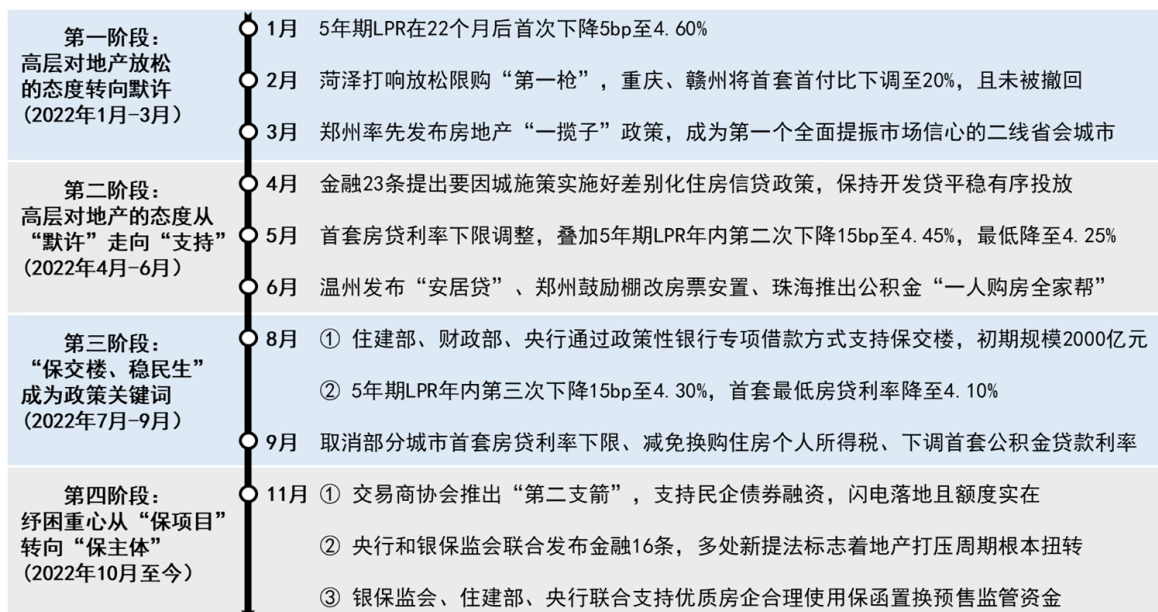 第一阶段：
高层对地产放松
的态度转向默许
(2022年1月-3月)
1月 5年期LPR在22个月后首次下降5bp至4.60%
2月 菏泽打响放松限购“第一枪”，重庆、赣州将首套首付比下调至20%，且未被撤回
3月 郑州率先发布房地产“一揽子”政策，成为第一个全面提振市场信心的二线省会城市
第二阶段：
高层对地产的态度从
“默许”走向“支持”
(2022年4月-6月)
4月 金融23条提出要因城施策实施好差别化住房信贷政策，保持开发贷平稳有序投放
5月 首套房贷利率下限调整，叠加5年期LPR年内第二次下降15bp至4.45%，最低降至4.25%
6月 温州发布“安居贷”、郑州鼓励棚改房票安置、珠海推出公积金“一人购房全家帮”
第三阶段：
“保交楼、稳民生”
成为政策关键词
(2022年7月-9月)
8月 ① 住建部、财政部、央行通过政策性银行专项借款方式支持保交楼，初期规模2000亿元
② 5年期LPR年内第三次下降15bp至4.30%，首套最低房贷利率降至4.10%
9月 取消部分城市首套房贷利率下限、减免换购住房个人所得税、下调首套公积金贷款利率
第四阶段：
纾困重心从“保项目”
转向“保主体”
(2022年10月至今)
11月 ① 交易商协会推出“第二支箭”，支持民企债券融资，闪电落地且额度实在
② 央行和银保监会联合发布金融16条，多处新提法标志着地产打压周期根本扭转
③ 银保监会、住建部、央行联合支持优质房企合理使用保函置换预售监管资金